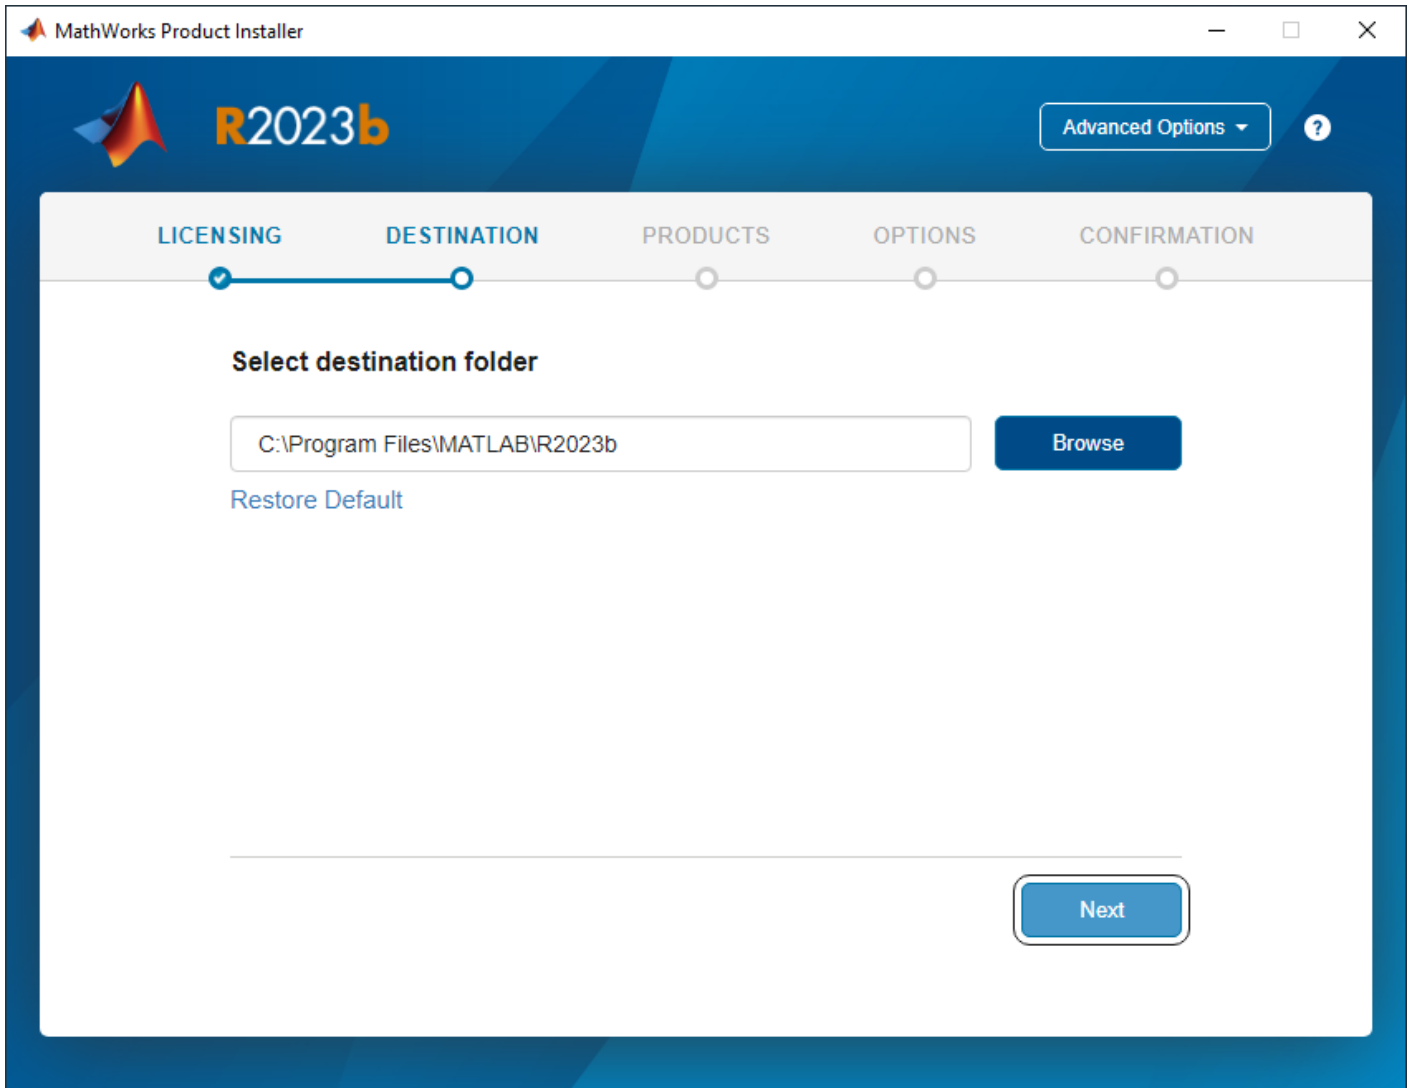 MathWorks Product Installer
R2023b
Advanced Options
?
LICENSING DESTINATION PRODUCTS OPTIONS CONFIRMATION
Select destination folder
C:\Program Files\MATLAB\R2023b
Browse
Restore Default
Next